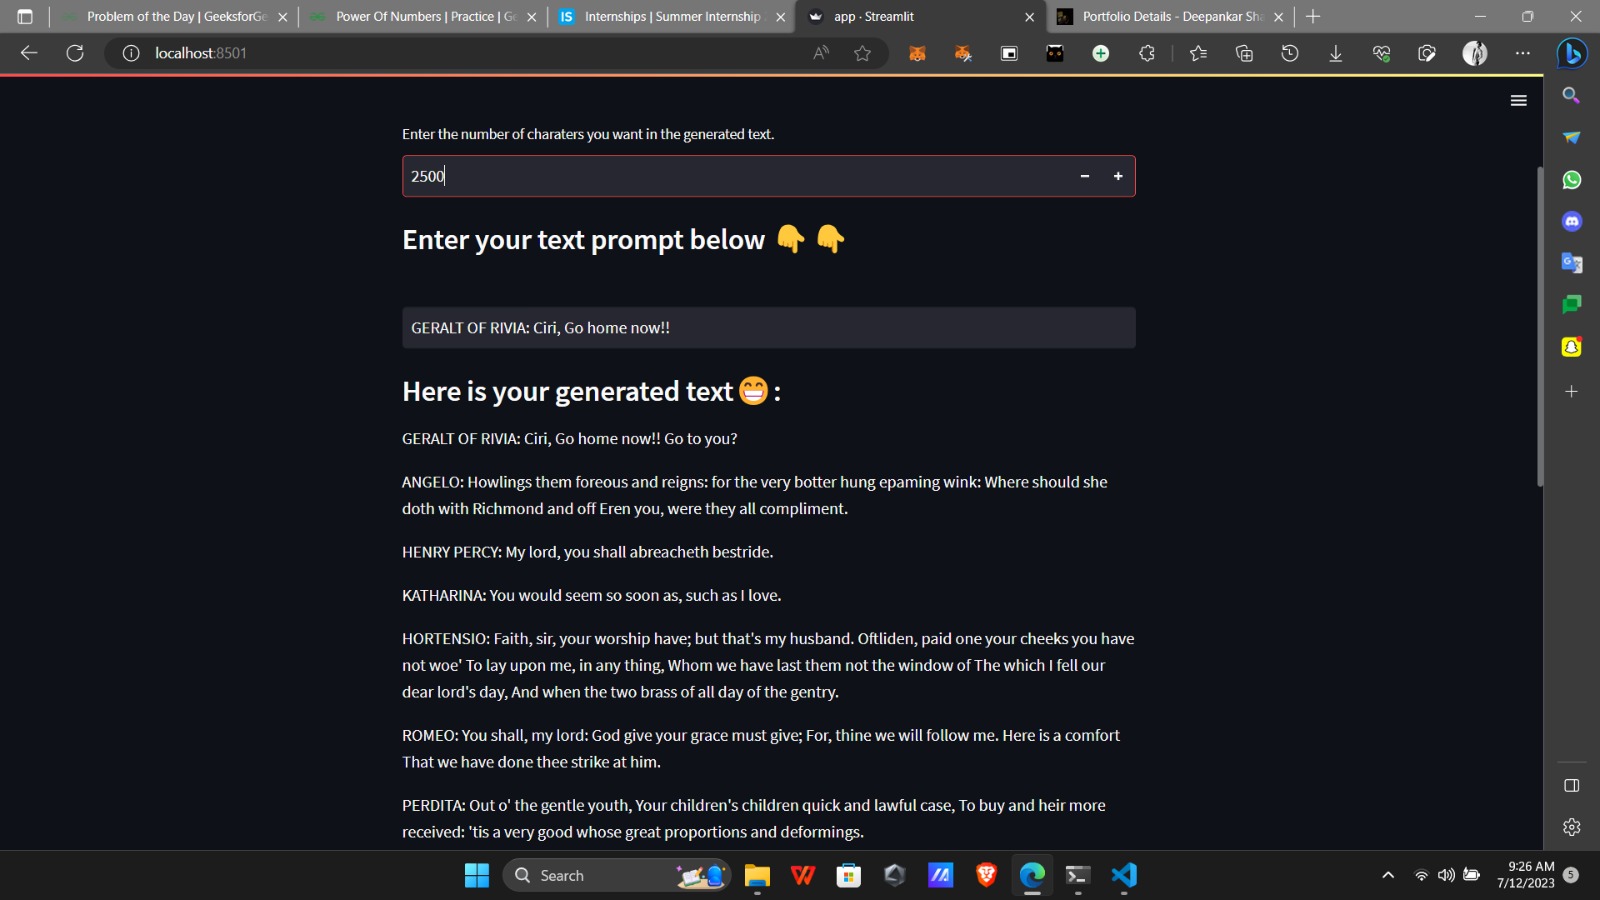 Problem of the Day | GeeksforGe
Power Of Numbers | Practice | Ge
IS Internships | Summer Internship
app · Streamlit
Portfolio Details - Deepankar Sha
localhost:8501
Enter the number of charaters you want in the generated text.
2500
Enter your text prompt below 👇 👇
GERALT OF RIVIA: Ciri, Go home now!!
Here is your generated text 😁 :
GERALT OF RIVIA: Ciri, Go home now!! Go to you?
ANGELO: Howlings them foreous and reigns: for the very botter hung epaming wink: Where should she
doth with Richmond and off Eren you, were they all compliment.
HENRY PERCY: My lord, you shall abreacheth bestride.
KATHARINA: You would seem so soon as, such as I love.
HORTENSIO: Faith, sir, your worship have; but that's my husband. Oftliden, paid one your cheeks you have
not woe' To lay upon me, in any thing, Whom we have last them not the window of The which I fell our
dear lord's day, And when the two brass of all day of the gentry.
ROMEO: You shall, my lord: God give your grace must give; For, thine we will follow me. Here is a comfort
That we have done thee strike at him.
PERDITA: Out o' the gentle youth, Your children's children quick and lawful case, To buy and heir more
received: 'tis a very good whose great proportions and deformings.
Search
9:26 AM
7/12/2023
5